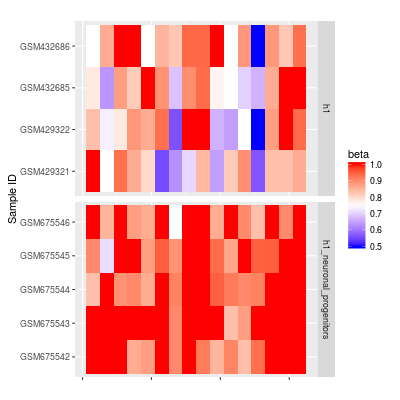 GSM432686
GSM432685
GSM429322
GSM429321
h1
GSM675546
GSM675545
GSM675544
GSM675543
GSM675542
h1_neuronal_progenitors
Sample ID
beta
1.0
0.9
0.8
0.7
0.6
0.5